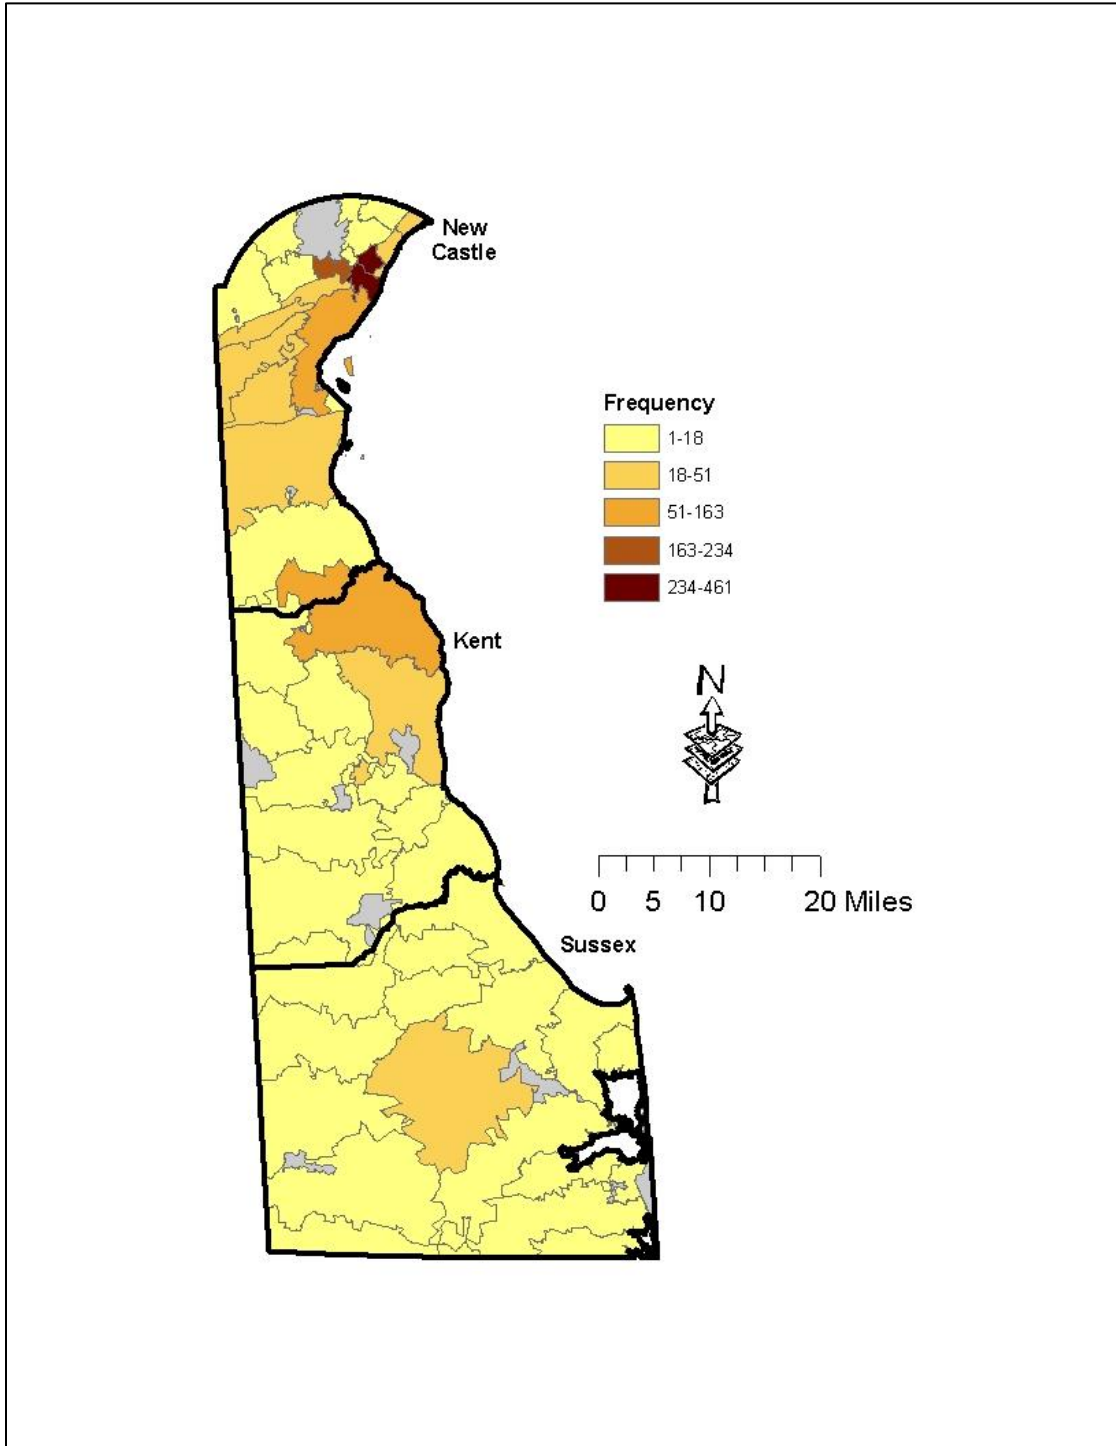 New
Castle
Frequency
1-18
18-51
51-163
163-234
234-461
Kent
N
0 5 10 20 Miles
Sussex